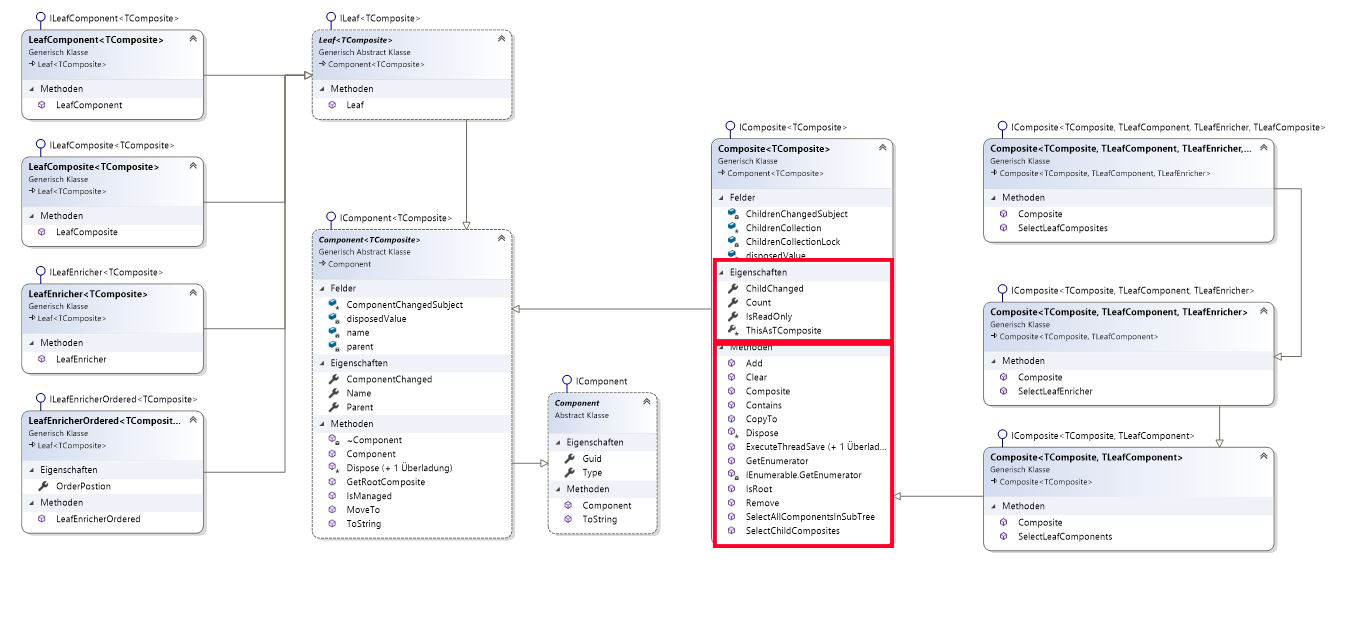 ILeafComponent<TComposite>
LeafComponent<TComposite>
Generisch Klasse
Leaf<TComposite>
Methoden
LeafComponent
ILeafComposite<TComposite>
LeafComposite<TComposite>
Generisch Klasse
Leaf<TComposite>
Methoden
LeafComposite
ILeafEnricher<TComposite>
LeafEnricher<TComposite>
Generisch Klasse
Leaf<TComposite>
Methoden
LeafEnricher
ILeafEnricherOrdered<TComposite>
LeafEnricherOrdered<TComposit...
Generisch Klasse
Leaf<TComposite>
Eigenschaften
OrderPostion
Methoden
LeafEnricherOrdered
ILeaf<TComposite>
Leaf<TComposite>
Generisch Abstract Klasse
Component<TComposite>
Methoden
Leaf
IComponent<TComposite>
Component<TComposite>
Generisch Abstract Klasse
Component
Felder
ComponentChangedSubject
disposedValue
name
parent
Eigenschaften
ComponentChanged
Name
Parent
Methoden
~Component
Component
Dispose (+ 1 Überladung)
GetRootComposite
IsManaged
MoveTo
ToString
IComponent
Component
Abstract Klasse
Eigenschaften
Guid
Type
Methoden
Component
ToString
IComposite<TComposite>
Composite<TComposite>
Generisch Klasse
Component<TComposite>
Felder
ChildrenChangedSubject
ChildrenCollection
ChildrenCollectionLock
disposedValue
Eigenschaften
ChildChanged
Count
IsReadOnly
ThisAsTComposite
Methoden
Add
Clear
Composite
Contains
CopyTo
Dispose
ExecuteThreadSave (+ 1 Überlad...
GetEnumerator
IEnumerable.GetEnumerator
IsRoot
Remove
SelectAllComponentsInSubTree
SelectChildComposites
IComposite<TComposite, TLeafComponent, TLeafEnricher, TLeafComposite>
Composite<TComposite, TLeafComponent, TLeafEnricher,...
Generisch Klasse
Composite<TComposite, TLeafComponent, TLeafEnricher>
Methoden
Composite
SelectLeafComposites
IComposite<TComposite, TLeafComponent, TLeafEnricher>
Composite<TComposite, TLeafComponent, TLeafEnricher>
Generisch Klasse
Composite<TComposite, TLeafComponent>
Methoden
Composite
SelectLeafEnricher
IComposite<TComposite, TLeafComponent>
Composite<TComposite, TLeafComponent>
Generisch Klasse
Composite<TComposite>
Methoden
Composite
SelectLeafComponents